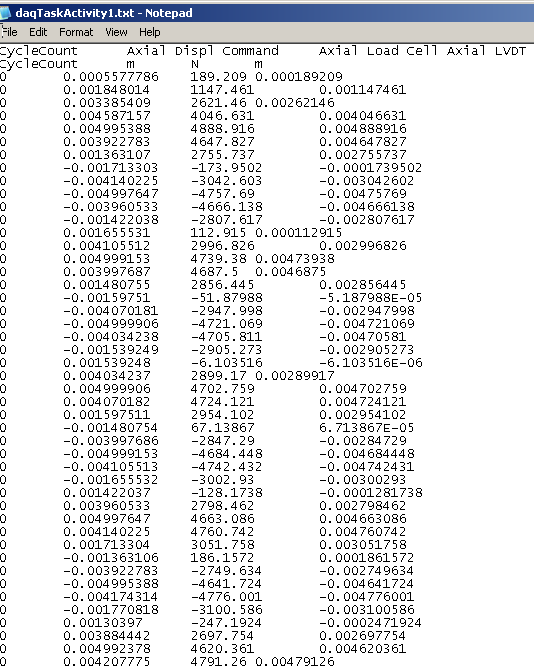 daqTaskActivity1.txt - Notepad
File Edit Format View Help
CycleCount Axial Displ Command Axial Load Cell Axial LVDT
CycleCount m N m
0 0.0005577786 189.209 0.000189209
0 0.001848014 1147.461 0.001147461
0 0.003385409 2621.46 0.00262146
0 0.004587157 4046.631 0.004046631
0 0.004995388 4888.916 0.004888916
0 0.003922783 4647.827 0.004647827
0 0.001363107 2755.737 0.002755737
0 -0.001713303 -173.9502 -0.0001739502
0 -0.004140225 -3042.603 -0.003042602
0 -0.004997647 -4757.69 -0.00475769
0 -0.003960533 -4666.138 -0.004666138
0 -0.001422038 -2807.617 -0.002807617
0 0.001655531 112.915 0.000112915
0 0.004105512 2996.826 0.002996826
0 0.004999153 4739.38 0.00473938
0 0.003997687 4687.5 0.0046875
0 0.001480755 2856.445 0.002856445
0 -0.00159751 -51.87988 -5.187988E-05
0 -0.004070181 -2947.998 -0.002947998
0 -0.004999906 -4721.069 -0.004721069
0 -0.004034238 -4705.811 -0.00470581
0 -0.001539249 -2905.273 -0.002905273
0 0.001539248 -6.103516 -6.103516E-06
0 0.004034237 2899.17 0.00289917
0 0.004999906 4702.759 0.004702759
0 0.004070182 4724.121 0.004724121
0 0.001597511 2954.102 0.002954102
0 -0.001480754 67.13867 6.713867E-05
0 -0.003997686 -2847.29 -0.00284729
0 -0.004999153 -4684.448 -0.004684448
0 -0.004105513 -4742.432 -0.004742431
0 -0.001655532 -3002.93 -0.00300293
0 0.001422037 -128.1738 -0.0001281738
0 0.003960533 2798.462 0.002798462
0 0.004997647 4663.086 0.004663086
0 0.004140225 4760.742 0.004760742
0 0.001713304 3051.758 0.003051758
0 -0.001363106 186.1572 0.0001861572
0 -0.003922783 -2749.634 -0.002749634
0 -0.004995388 -4641.724 -0.004641724
0 -0.004174314 -4776.001 -0.004776001
0 -0.001770818 -3100.586 -0.003100586
0 0.00130397 -247.1924 -0.0002471924
0 0.003884442 2697.754 0.002697754
0 0.004992378 4620.361 0.004620361
0 0.004207775 4791.26 0.00479126